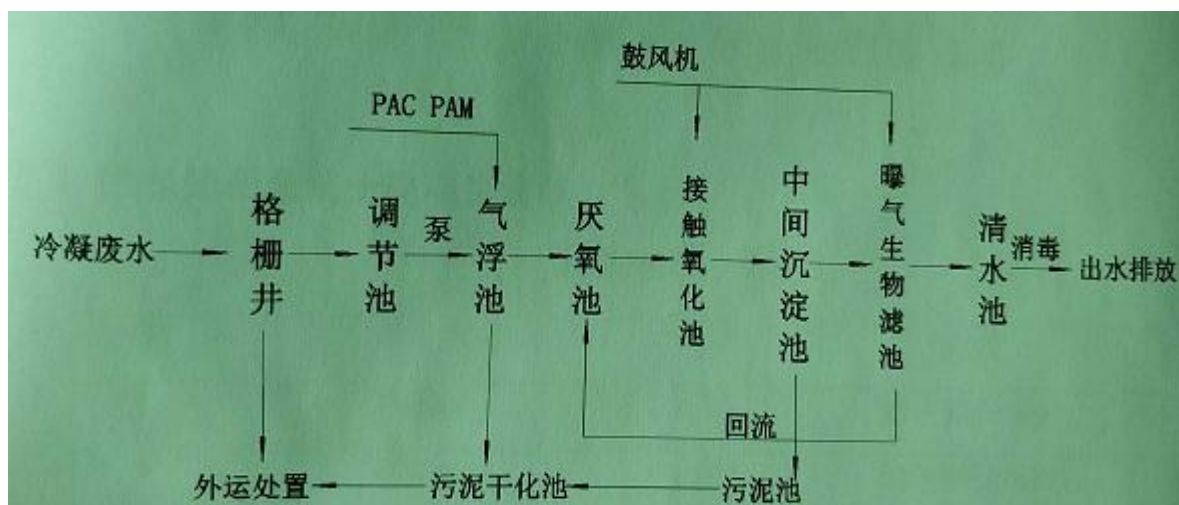 鼓风机
PAC PAM
冷凝废水
格栅井
调节池
泵
气浮池
厌氧池
接触氧化池
中间沉淀池
曝气生物滤池
清水池
消毒
出水排放
回流
外运处置
污泥干化池
污泥池